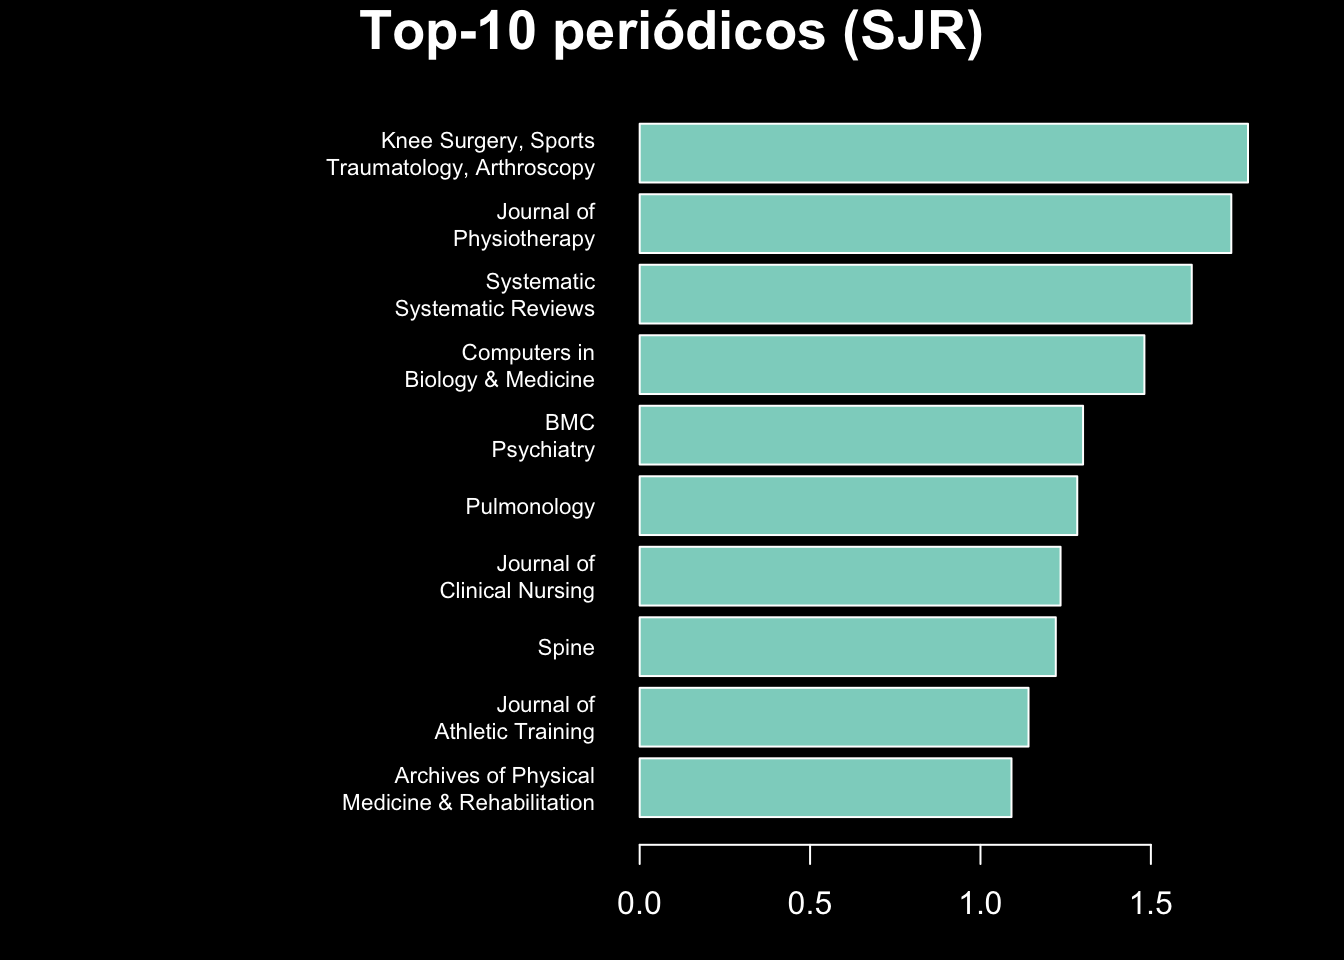 Top-10 periódicos (SJR)
Knee Surgery, Sports
Traumatology, Arthroscopy
Journal of
Physiotherapy
Systematic
Systematic Reviews
Computers in
Biology & Medicine
BMC
Psychiatry
Pulmonology
Journal of
Clinical Nursing
Spine
Journal of
Athletic Training
Archives of Physical
Medicine & Rehabilitation
0.0 0.5 1.0 1.5